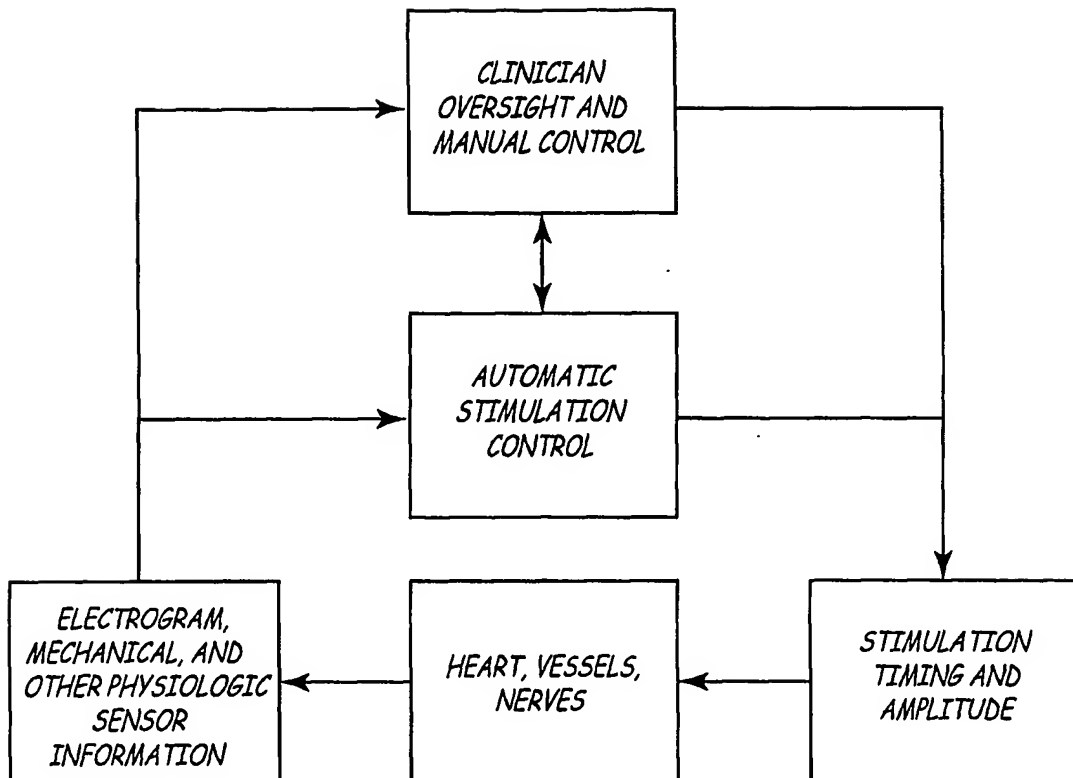 CLINICIAN
OVERSIGHT AND
MANUAL CONTROL
AUTOMATIC
STIMULATION
CONTROL
ELECTROGRAM,
MECHANICAL, AND
OTHER PHYSIOLOGIC
SENSOR
INFORMATION
HEART, VESSELS,
NERVES
STIMULATION
TIMING AND
AMPLITUDE